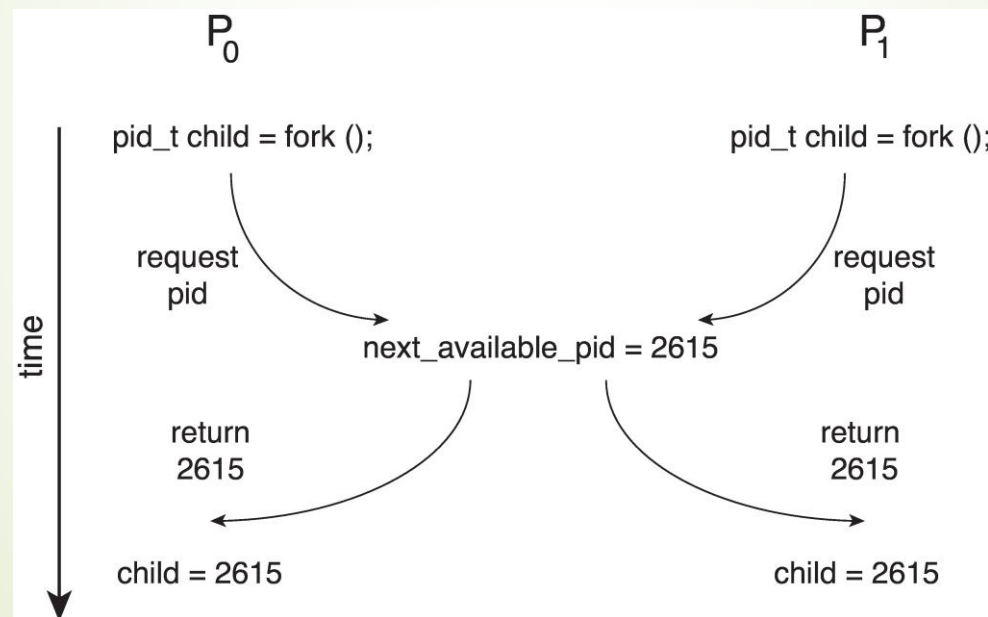 P0 P1
pid_t child = fork (); pid_t child = fork ();
request request
pid pid
next_available_pid = 2615
time
return return
2615 2615
child = 2615 child = 2615